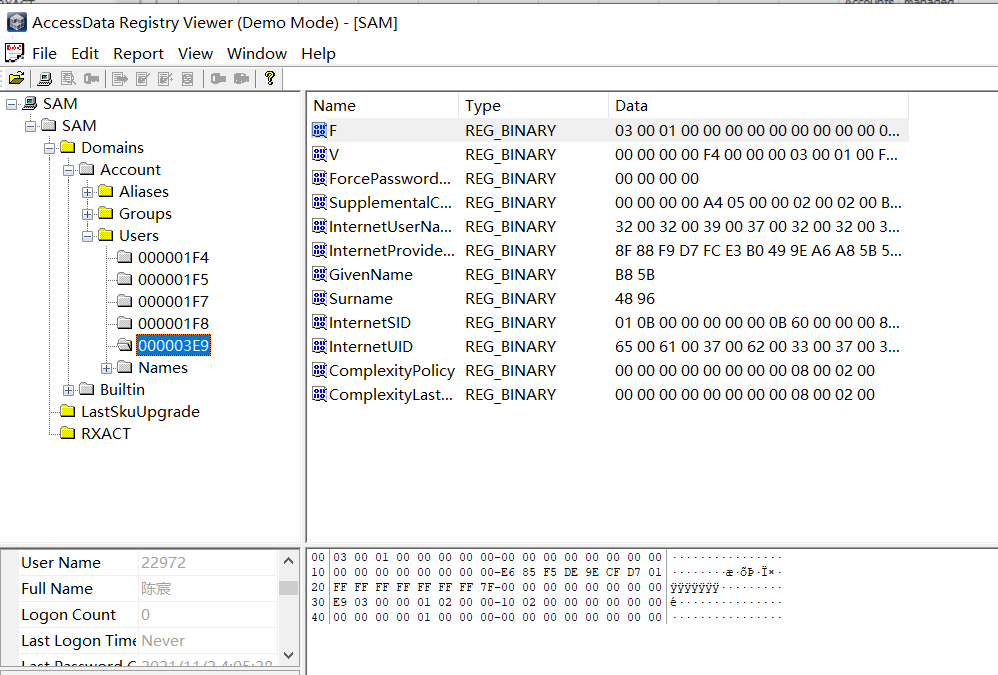 AccessData Registry Viewer (Demo Mode) - [SAM]
File Edit Report View Window Help
SAM
SAM
Domains
Account
Aliases
Groups
Users
000001F4
000001F5
000001F7
000001F8
000003E9
Names
Builtin
LastSkuUpgrade
RXACT
Name Type Data
F REG_BINARY 03 00 01 00 00 00 00 00 00 00 00 00 0...
V REG_BINARY 00 00 00 00 F4 00 00 00 03 00 01 00 F...
ForcePassword... REG_BINARY 00 00 00 00
SupplementalC... REG_BINARY 00 00 00 00 A4 05 00 00 02 00 02 00 B...
InternetUserNa... REG_BINARY 32 00 32 00 39 00 37 00 32 00 32 00 3...
InternetProvide... REG_BINARY 8F 88 F9 D7 FC E3 B0 49 9E A6 A8 5B 5...
GivenName REG_BINARY B8 5B
Surname REG_BINARY 48 96
InternetSID REG_BINARY 01 0B 00 00 00 00 00 0B 60 00 00 00 8...
InternetUID REG_BINARY 65 00 61 00 37 00 62 00 33 00 37 00 3...
ComplexityPolicy REG_BINARY 00 00 00 00 00 00 00 00 08 00 02 00
ComplexityLast... REG_BINARY 00 00 00 00 00 00 00 00 08 00 02 00
User Name 22972
Full Name 陈宸
Logon Count 0
Last Logon Time Never
Last Password C 2021/11/2 4:05:28
00 03 00 01 00 00 00 00 00-00 00 00 00 00 00 00 00 ················
10 00 00 00 00 00 00 00 00-E6 85 F5 DE 9E CF D7 01 ········æ·õÞ·Ï×·
20 FF FF FF FF FF FF FF 7F-00 00 00 00 00 00 00 00 ÿÿÿÿÿÿÿ·········
30 E9 03 00 00 01 02 00 00-10 02 00 00 00 00 00 00 é···············
40 00 00 00 00 01 00 00 00-00 00 00 00 00 00 00 00 ················